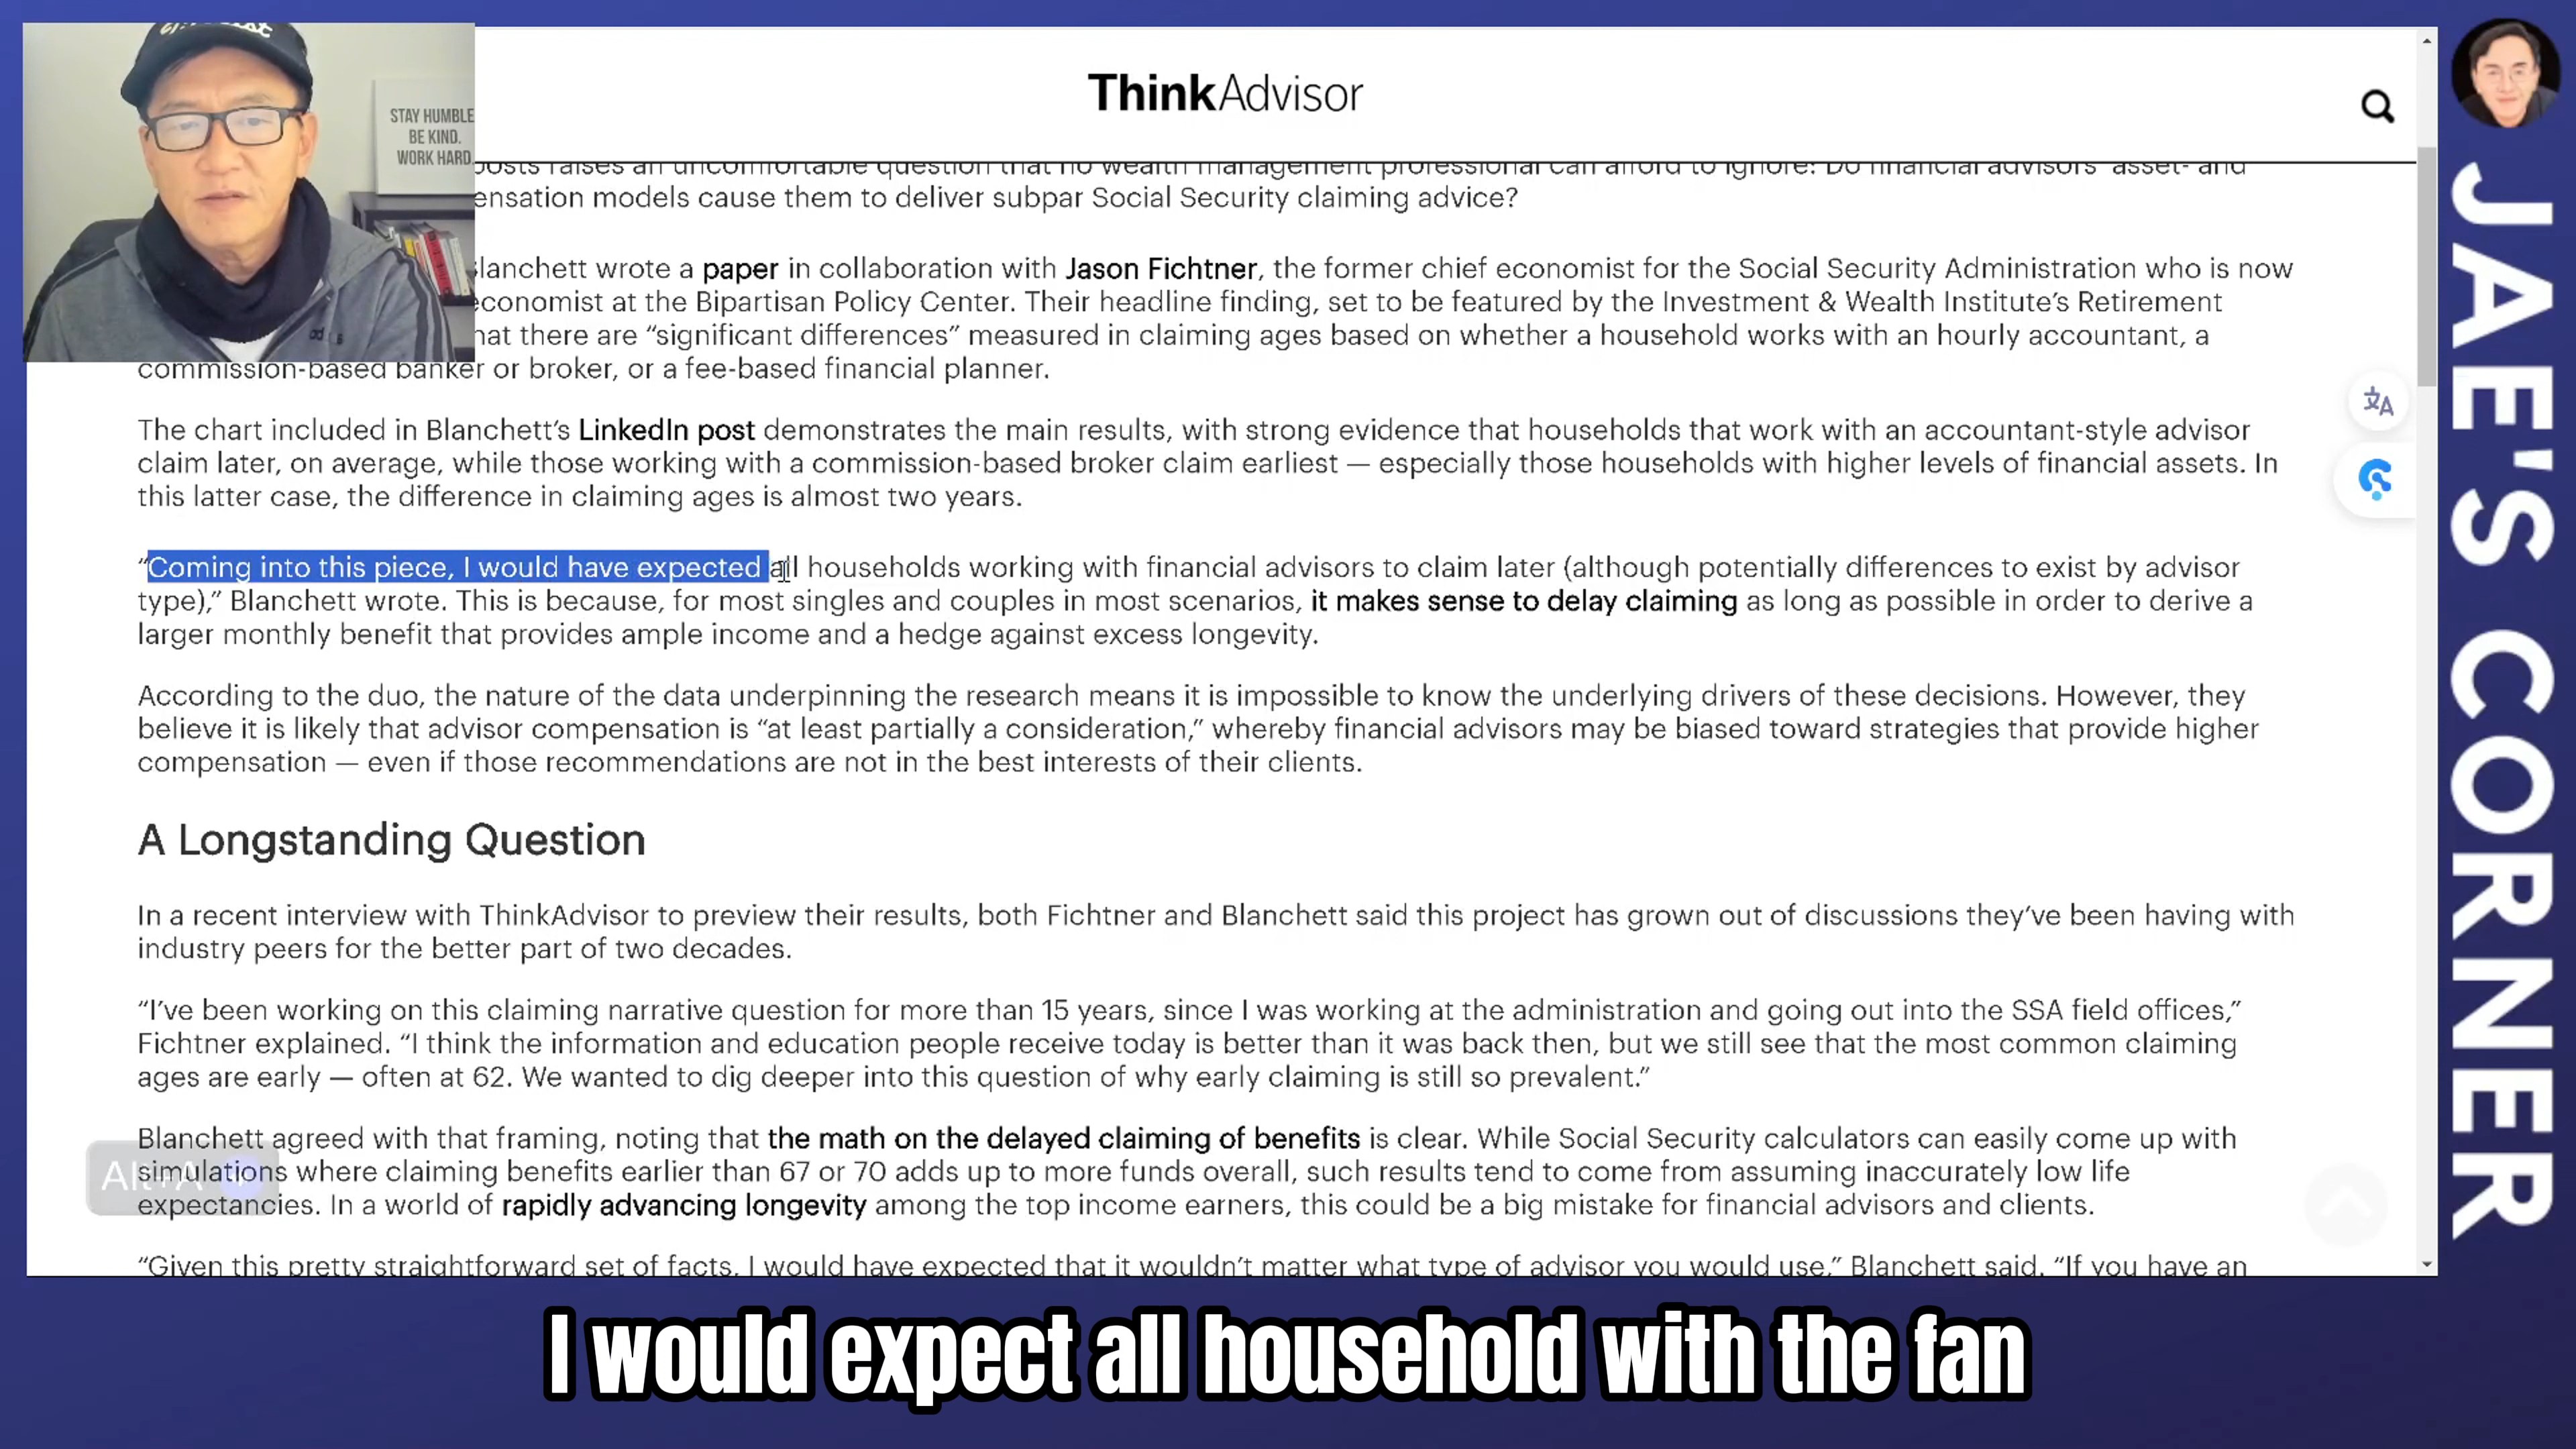 STAY HUMBLE
BE KIND.
WORK HARD.
ThinkAdvisor
posts raises an uncomfortable question that no wealth management professional can afford to ignore: Do financial advisors' asset- and
ensation models cause them to deliver subpar Social Security claiming advice?
Blanchett wrote a paper in collaboration with Jason Fichtner, the former chief economist for the Social Security Administration who is now
economist at the Bipartisan Policy Center. Their headline finding, set to be featured by the Investment & Wealth Institute's Retirement
hat there are “significant differences” measured in claiming ages based on whether a household works with an hourly accountant, a
commission-based banker or broker, or a fee-based financial planner.
The chart included in Blanchett's LinkedIn post demonstrates the main results, with strong evidence that households that work with an accountant-style advisor
claim later, on average, while those working with a commission-based broker claim earliest — especially those households with higher levels of financial assets. In
this latter case, the difference in claiming ages is almost two years.
“Coming into this piece, I would have expected all households working with financial advisors to claim later (although potentially differences to exist by advisor
type),” Blanchett wrote. This is because, for most singles and couples in most scenarios, it makes sense to delay claiming as long as possible in order to derive a
larger monthly benefit that provides ample income and a hedge against excess longevity.
According to the duo, the nature of the data underpinning the research means it is impossible to know the underlying drivers of these decisions. However, they
believe it is likely that advisor compensation is “at least partially a consideration,” whereby financial advisors may be biased toward strategies that provide higher
compensation — even if those recommendations are not in the best interests of their clients.
A Longstanding Question
In a recent interview with ThinkAdvisor to preview their results, both Fichtner and Blanchett said this project has grown out of discussions they've been having with
industry peers for the better part of two decades.
“I've been working on this claiming narrative question for more than 15 years, since I was working at the administration and going out into the SSA field offices,”
Fichtner explained. “I think the information and education people receive today is better than it was back then, but we still see that the most common claiming
ages are early — often at 62. We wanted to dig deeper into this question of why early claiming is still so prevalent.”
Blanchett agreed with that framing, noting that the math on the delayed claiming of benefits is clear. While Social Security calculators can easily come up with
simulations where claiming benefits earlier than 67 or 70 adds up to more funds overall, such results tend to come from assuming inaccurately low life
expectancies. In a world of rapidly advancing longevity among the top income earners, this could be a big mistake for financial advisors and clients.
Alt+A
“Given this pretty straightforward set of facts, I would have expected that it wouldn't matter what type of advisor you would use,” Blanchett said. “If you have an
I would expect all household with the fan
JAE'S CORNER